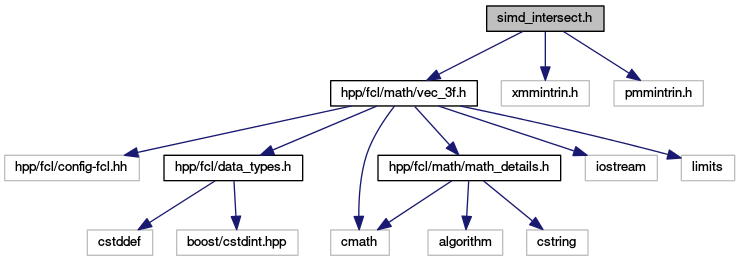 simd_intersect.h
hpp/fcl/math/vec_3f.h
xmmintrin.h
pmmintrin.h
hpp/fcl/config-fcl.hh
hpp/fcl/data_types.h
hpp/fcl/math/math_details.h
iostream
limits
cstddef
boost/cstdint.hpp
cmath
algorithm
cstring